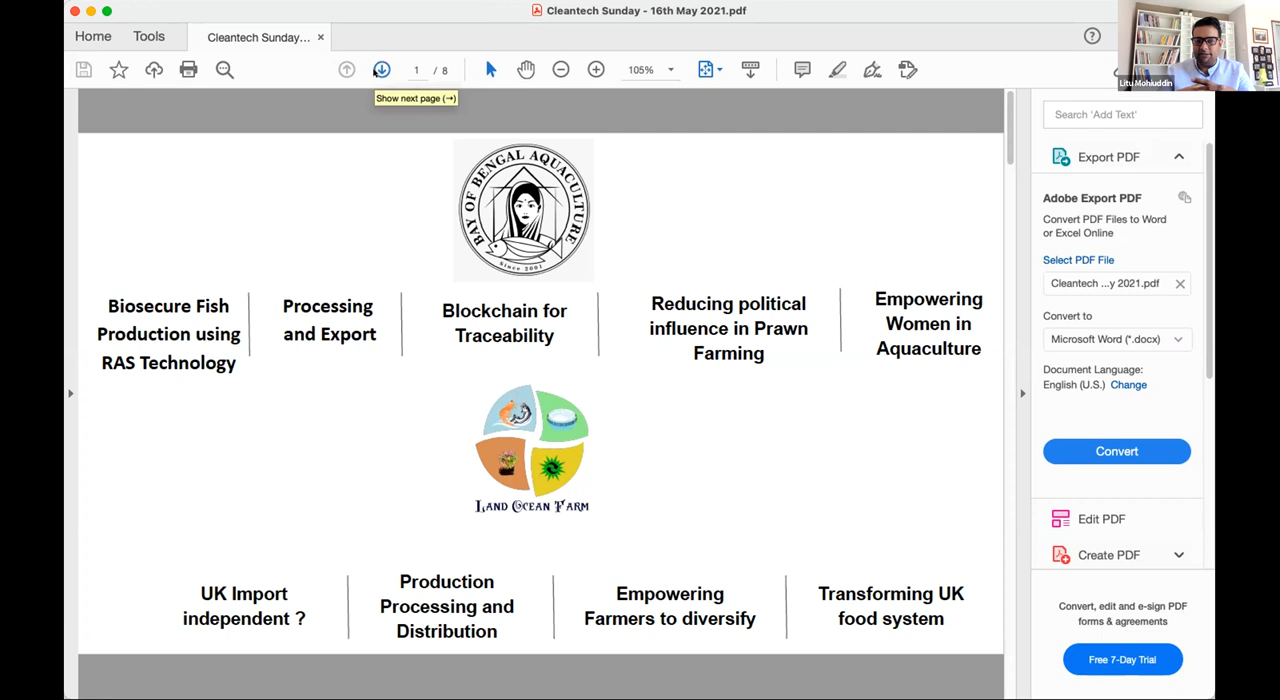 Cleantech Sunday - 16th May 2021.pdf
Home
Tools
Cleantech Sunday...
1 / 8
105%
Show next page (→)
Litu Mohiuddin
BAY OF BENGAL AQUACULTURE
Since 2001
Biosecure Fish
Production using
RAS Technology
Processing
and Export
Blockchain for
Traceability
Reducing political
influence in Prawn
Farming
Empowering
Women in
Aquaculture
LAND OCEAN FARM
UK Import
independent ?
Production
Processing and
Distribution
Empowering
Farmers to diversify
Transforming UK
food system
Search 'Add Text'
Export PDF
Adobe Export PDF
Convert PDF Files to Word
or Excel Online
Select PDF File
Cleantech ...y 2021.pdf
Convert to
Microsoft Word (*.docx)
Document Language:
English (U.S.) Change
Convert
Edit PDF
Create PDF
Convert, edit and e-sign PDF
forms & agreements
Free 7-Day Trial